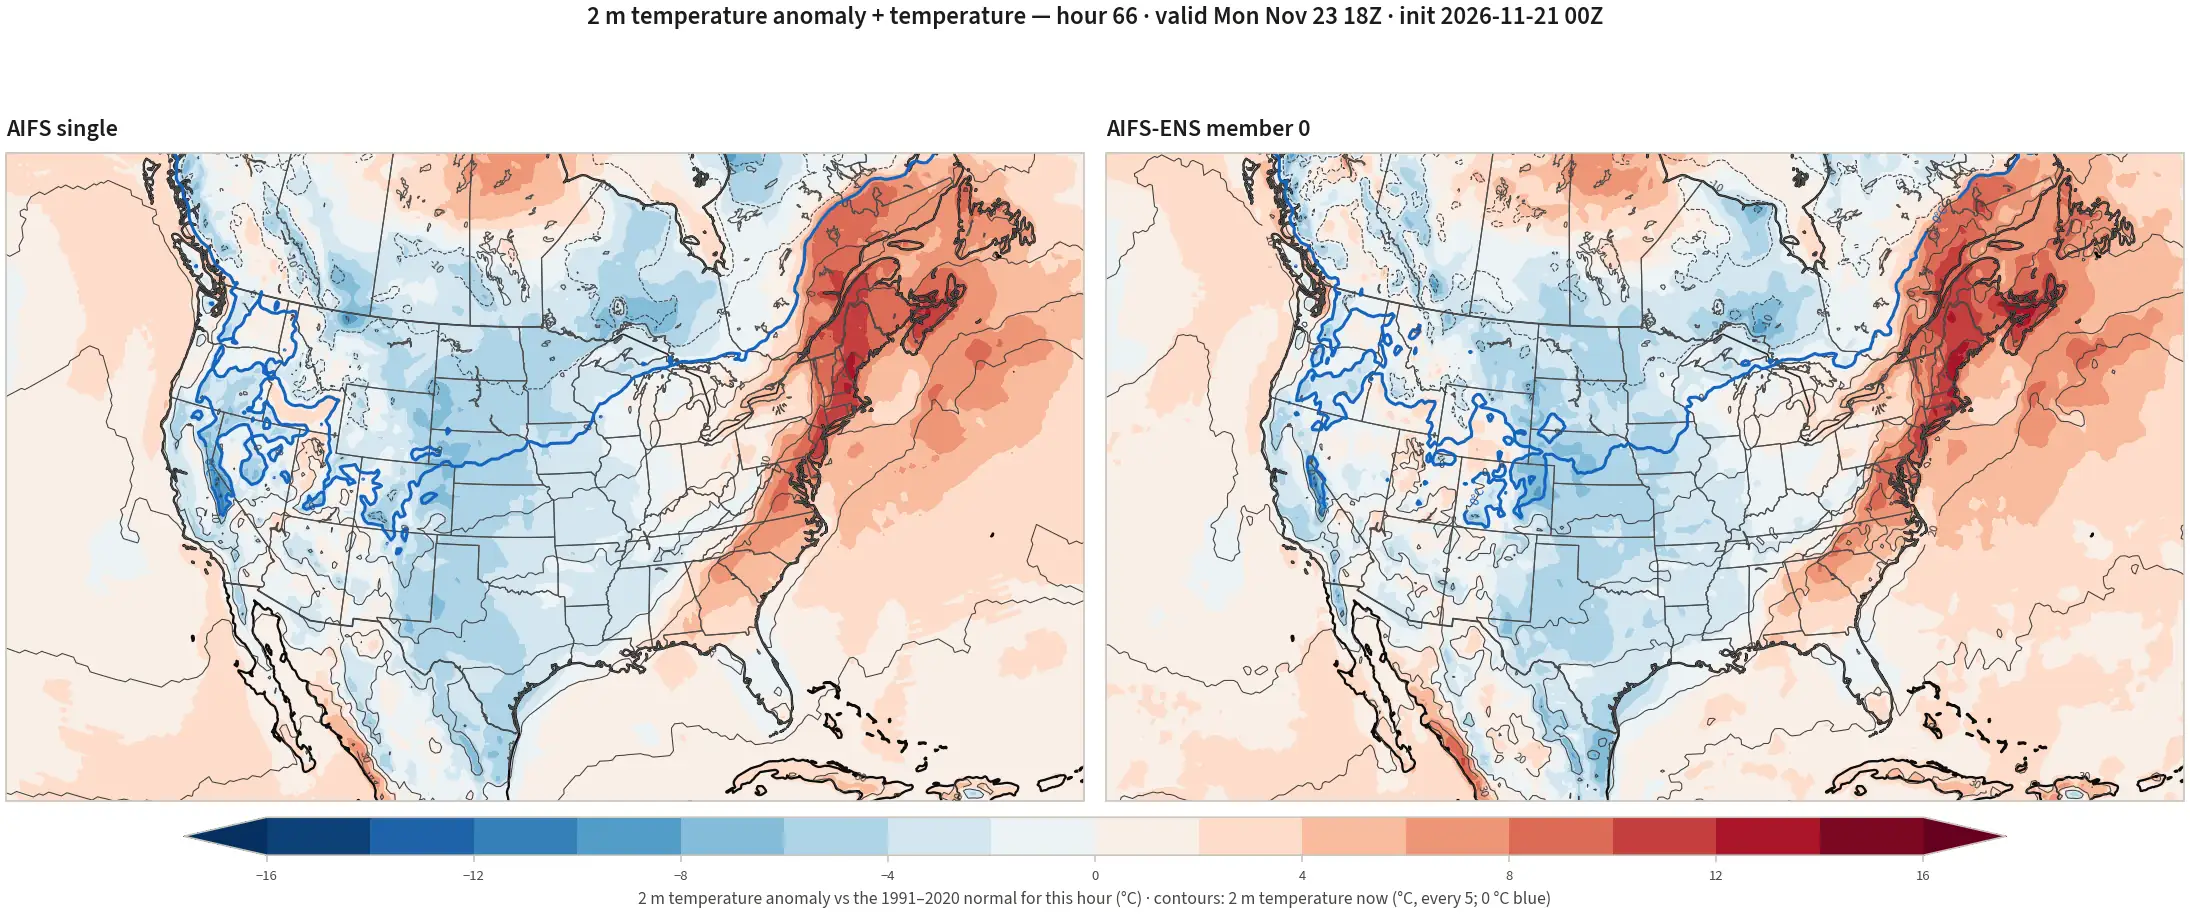 2 m temperature anomaly + temperature — hour 66 · valid Mon Nov 23 18Z · init 2026-11-21 00Z
AIFS single
AIFS-ENS member 0
−16 −12 −8 −4 0 4 8 12 16
2 m temperature anomaly vs the 1991–2020 normal for this hour (°C) · contours: 2 m temperature now (°C, every 5; 0 °C blue)